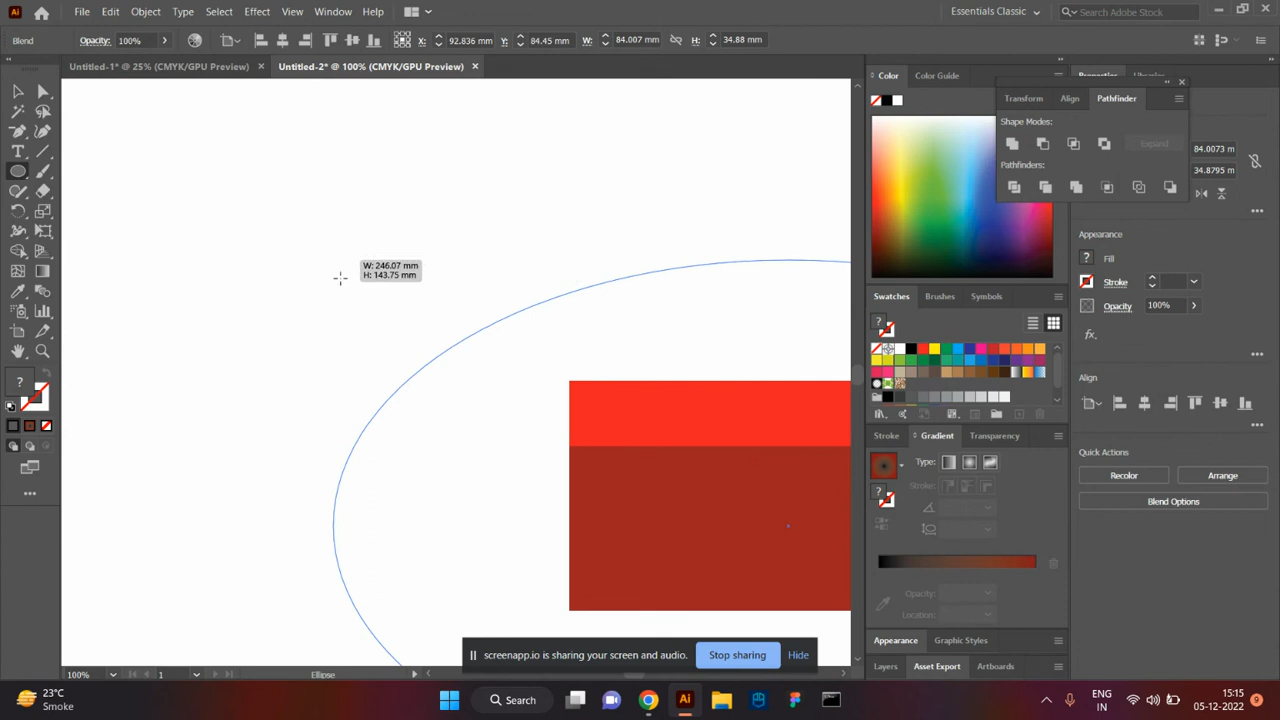 Ai File Edit Object Type Select Effect View Window Help Essentials Classic Search Adobe Stock
Blend Opacity: 100% X: 92.836 mm Y: 84.45 mm W: 84.007 mm H: 34.88 mm
Untitled-1* @ 25% (CMYK/GPU Preview) × Untitled-2* @ 100% (CMYK/GPU Preview) ×
Color Color Guide Properties Libraries
Transform Align Pathfinder
Shape Modes:
Expand 84.0073 m
Pathfinders: 34.8795 m
Appearance
? Fill
Stroke
Opacity 100%
fx.
W: 246.07 mm
H: 143.75 mm
Swatches Brushes Symbols
?
Align
Stroke Gradient Transparency
Type:
Stroke:
?
Quick Actions
Recolor Arrange
Blend Options
Opacity:
Location:
Appearance Graphic Styles
Layers Asset Export Artboards
T
?
screenapp.io is sharing your screen and audio. Stop sharing Hide
100% 1 Ellipse
23°C
Smoke
Search
Ai
ENG
IN
15:15
05-12-2022